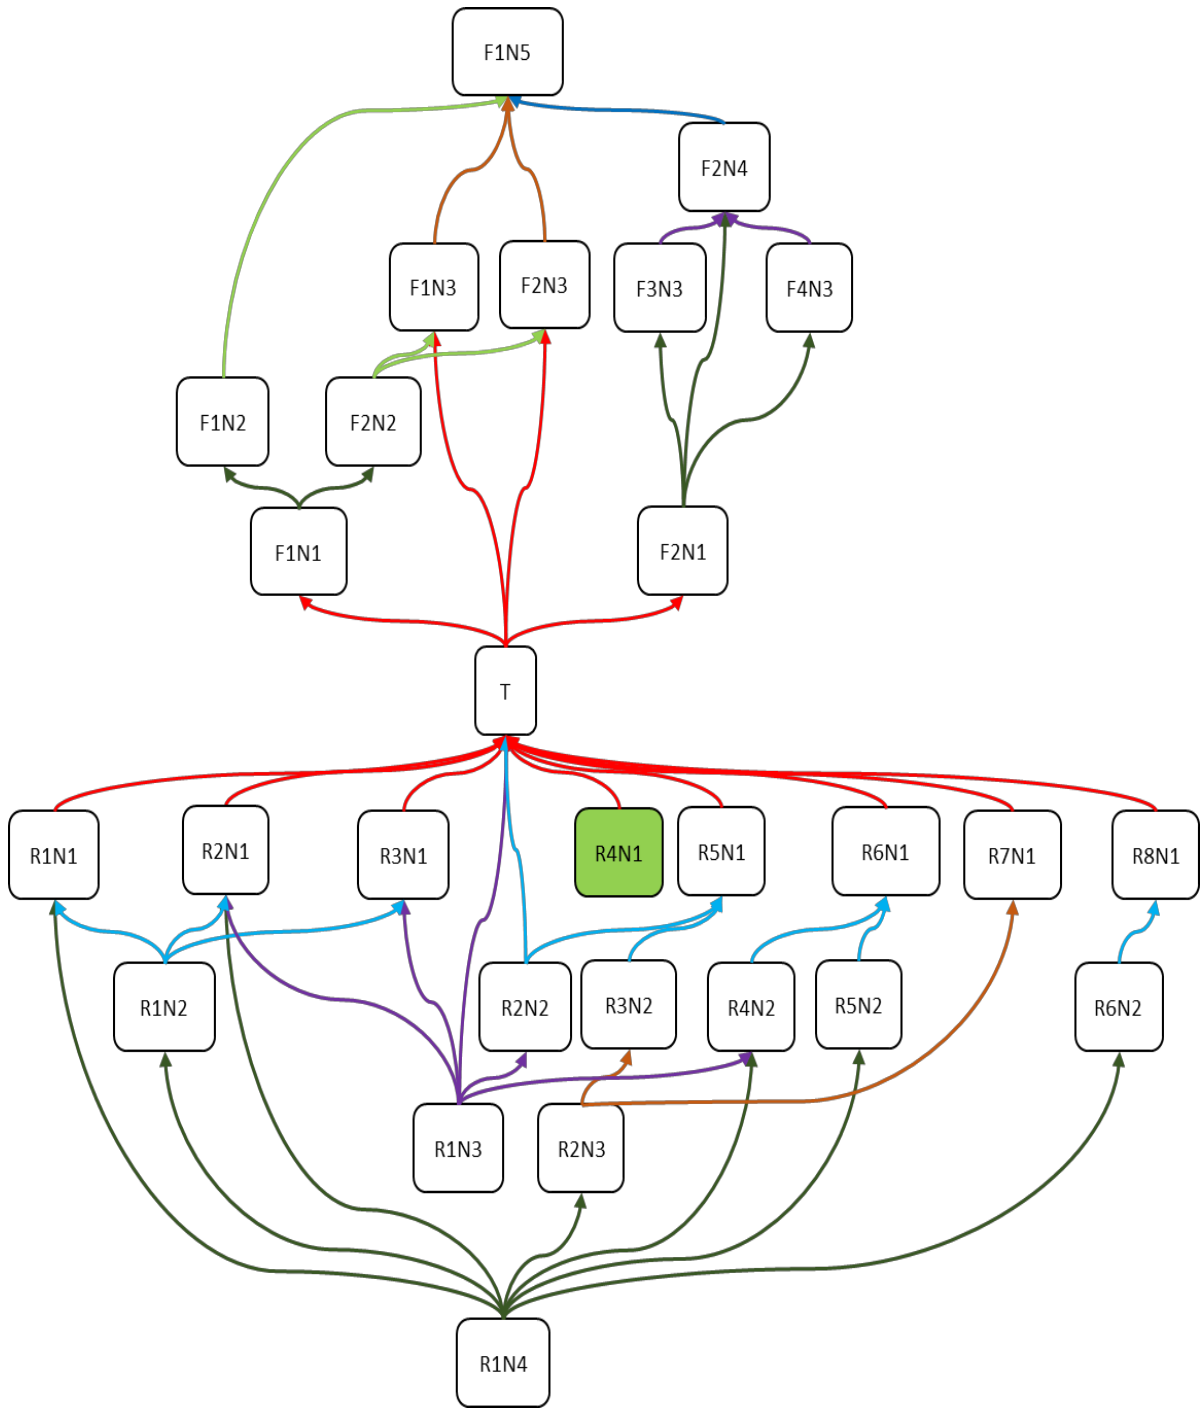 F1N5
F2N4
F1N3
F2N3
F3N3
F4N3
F1N2
F2N2
F1N1
F2N1
T
R1N1
R2N1
R3N1
R4N1
R5N1
R6N1
R7N1
R8N1
R1N2
R2N2
R3N2
R4N2
R5N2
R6N2
R1N3
R2N3
R1N4